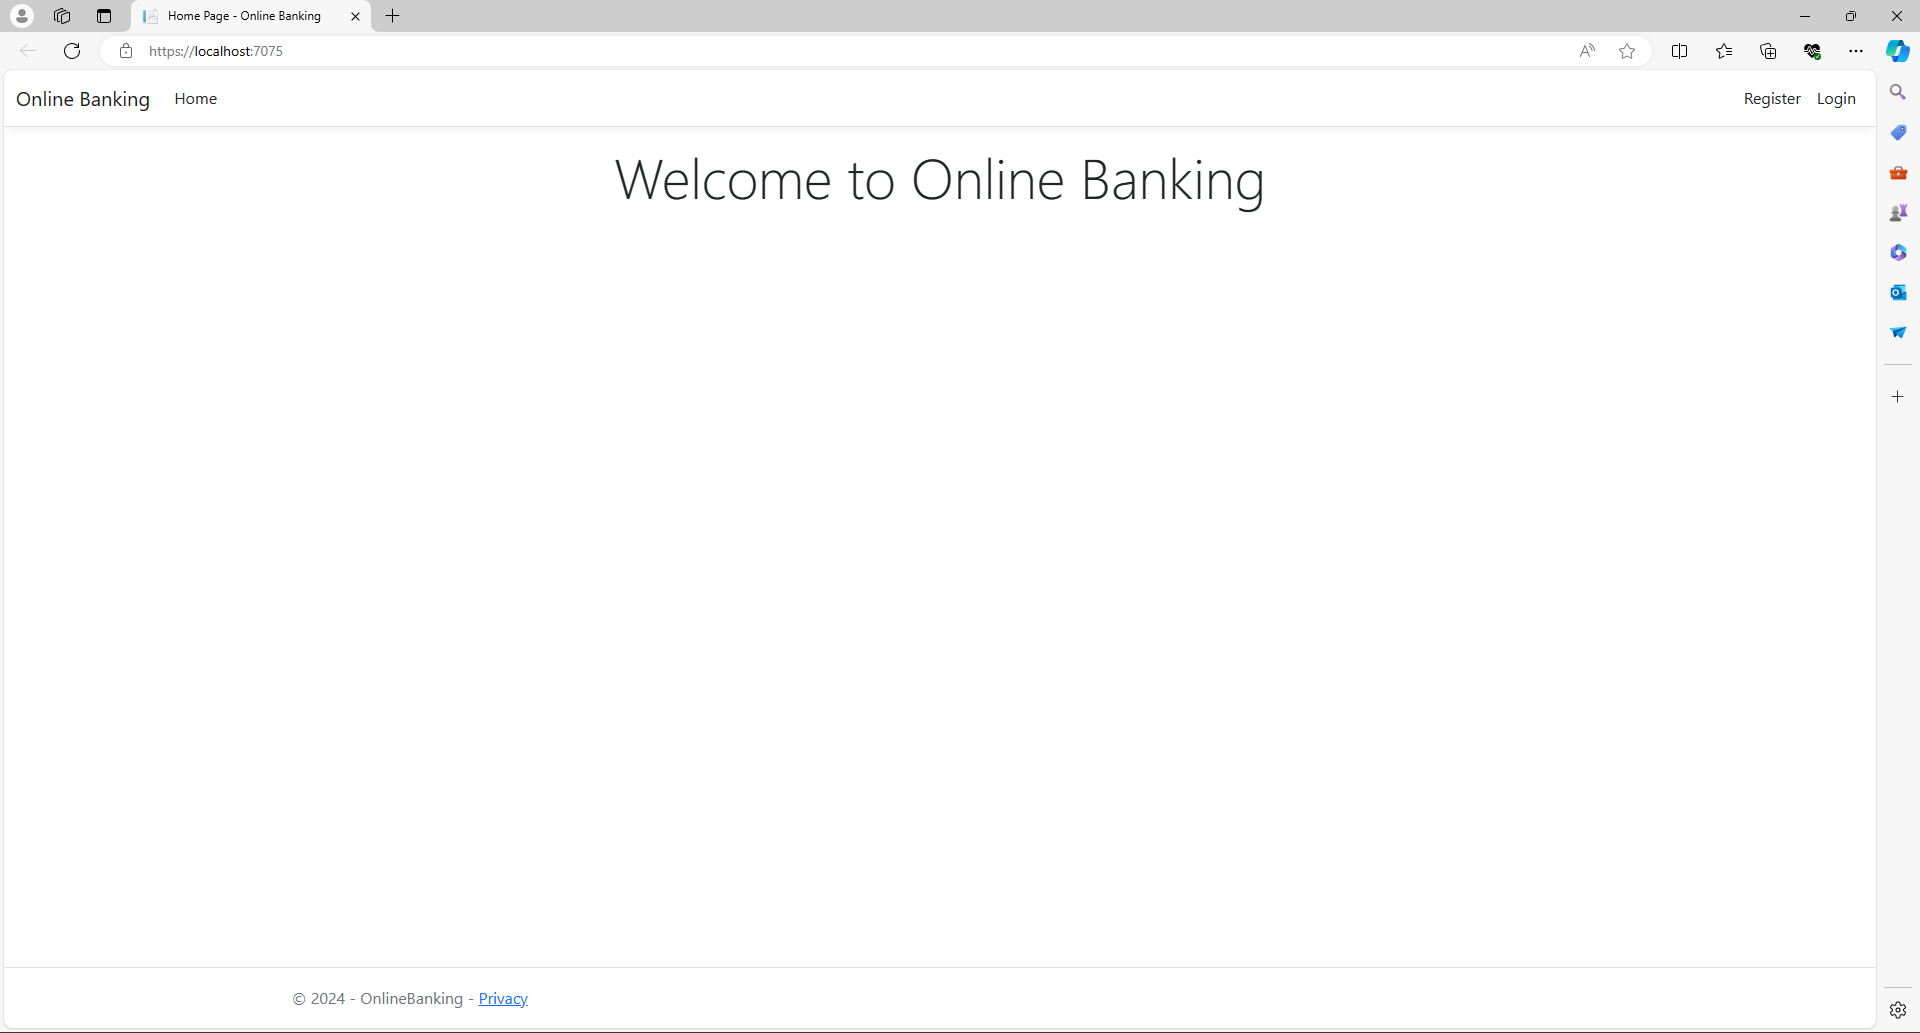 Home Page - Online Banking
https://localhost:7075
Online Banking Home Register Login
Welcome to Online Banking
© 2024 - OnlineBanking - Privacy